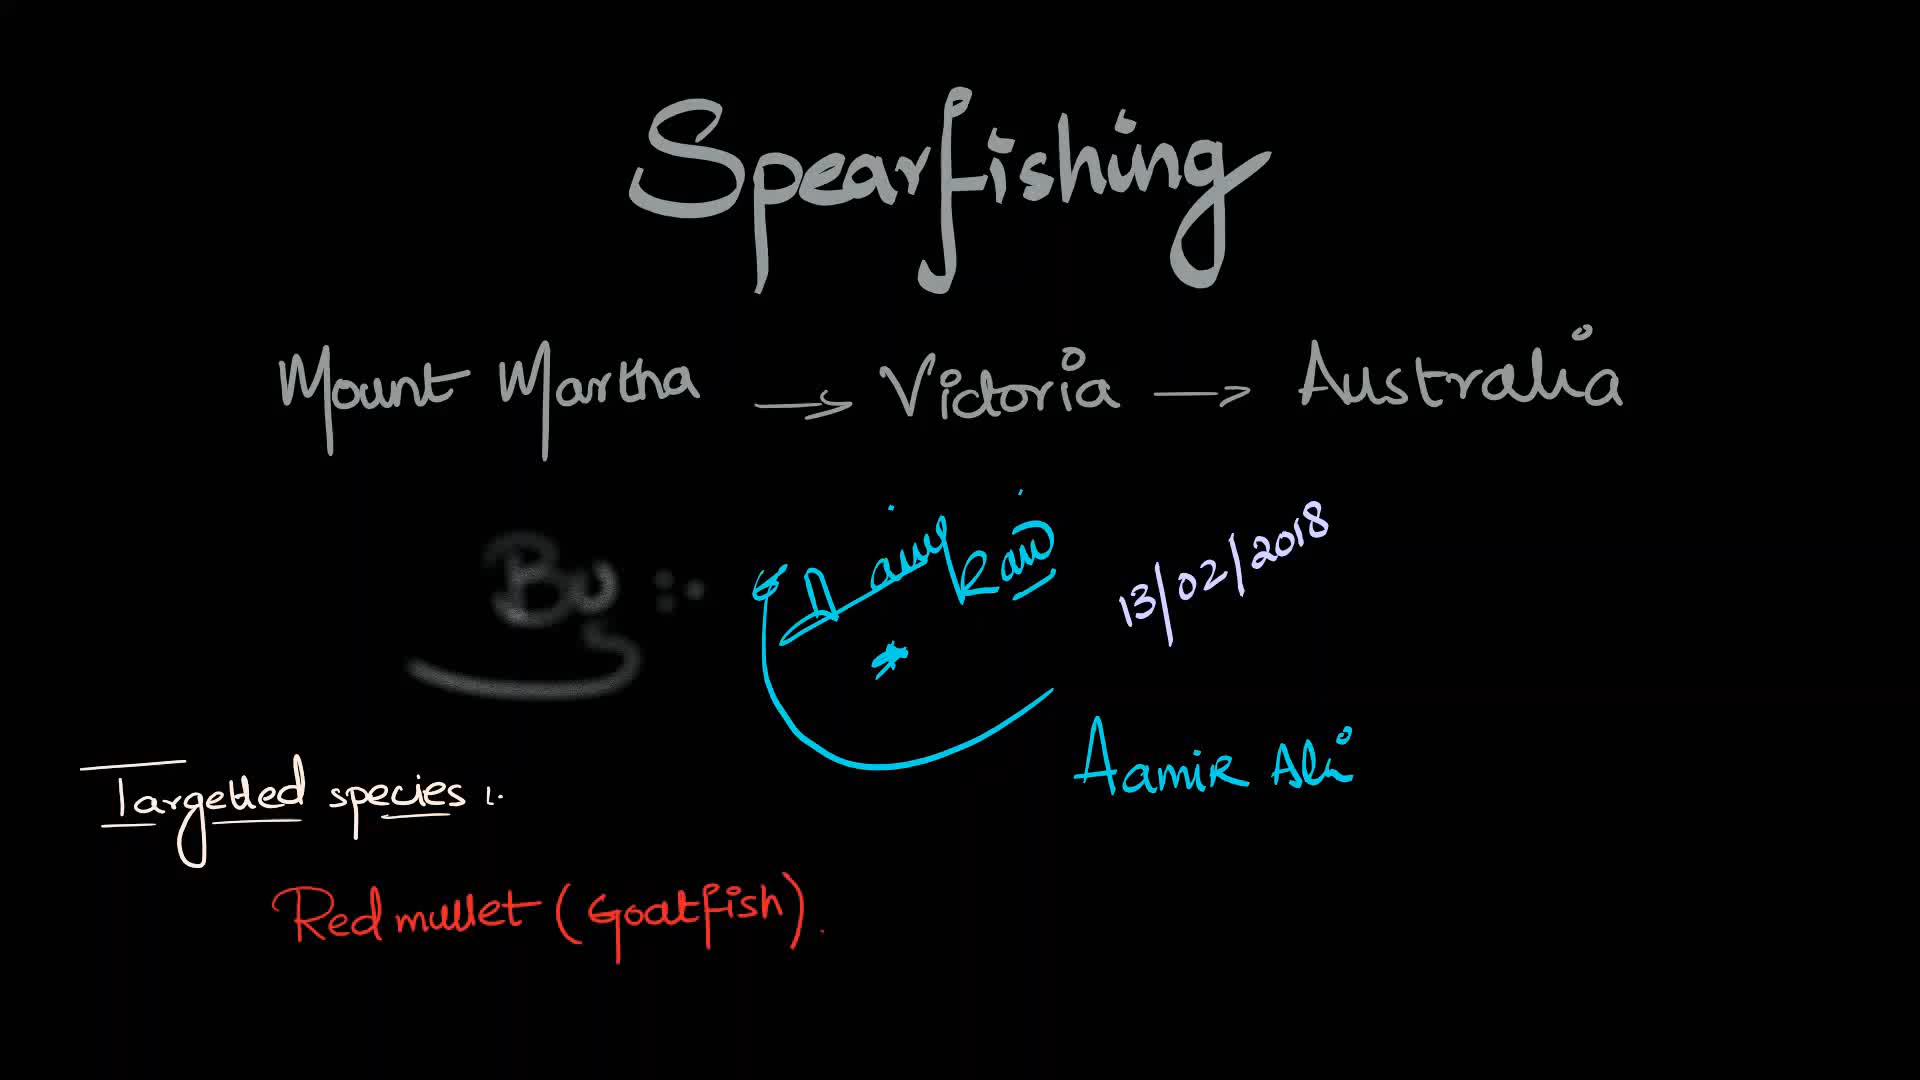 Spearfishing
Mount Martha → Victoria → Australia
By :-
13/02/2018
Aamir Ali
Targetted species :.
Red mullet (Goatfish).